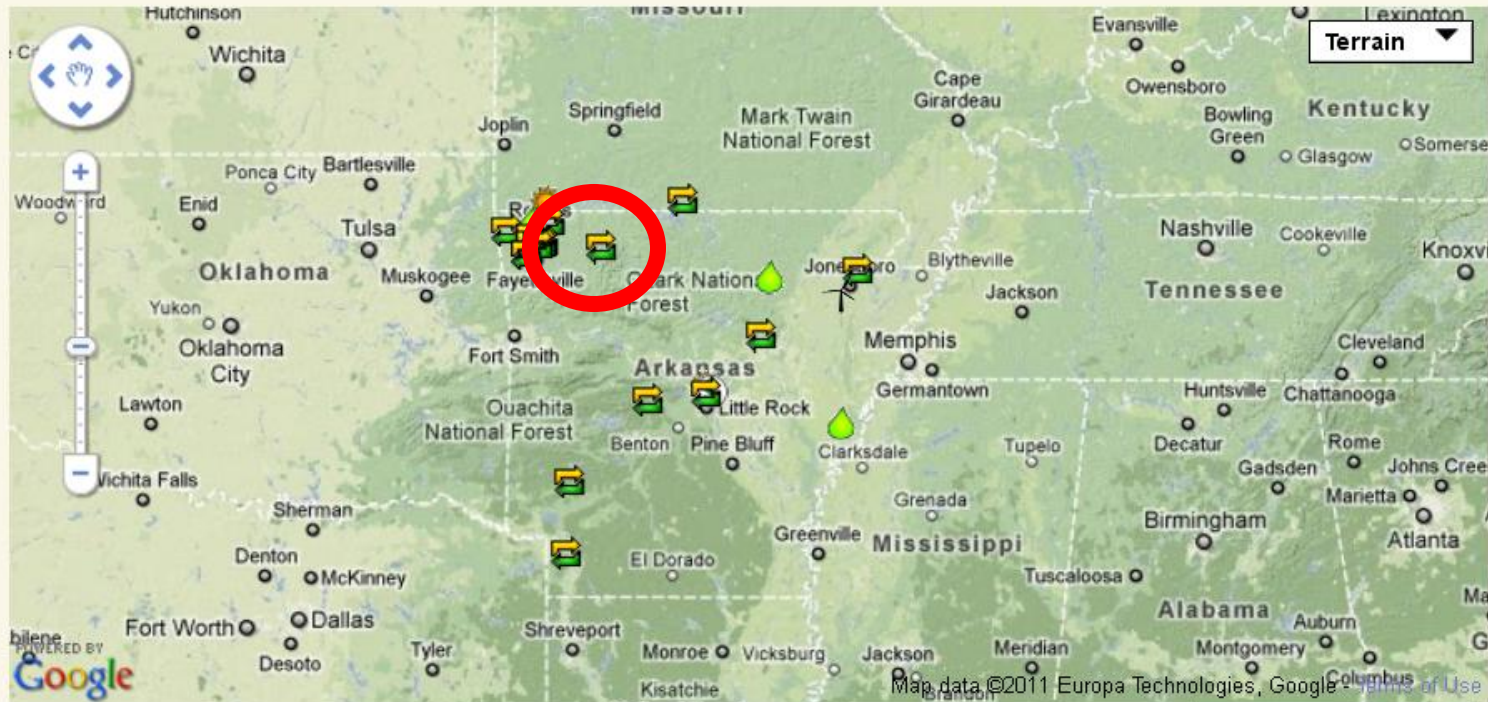 Missouri
Hutchinson
Lexington
Evansville
Terrain
Wichita
Owensboro
Cape
Girardeau
Springfield
Mark Twain
National Forest
Bowling
Green
Kentucky
Joplin
Glasgow
Somerse
Ponca City
Bartlesville
Woodward
Enid
Tulsa
Nashville
Cookeville
Knoxvi
Oklahoma
Muskogee
Fayetteville
Ozark National
Forest
Jonesboro
Blytheville
Jackson
Tennessee
Yukon
Oklahoma
City
Fort Smith
Memphis
Germantown
Cleveland
Chattanooga
Arkansas
Huntsville
Lawton
Ouachita
National Forest
Little Rock
Benton
Pine Bluff
Clarksdale
Tupelo
Decatur
Rome
Gadsden
Johns Cree
Wichita Falls
Marietta
Sherman
Grenada
Birmingham
Atlanta
Denton
McKinney
El Dorado
Greenville
Mississippi
Tuscaloosa
Alabama
Auburn
Fort Worth
Dallas
Shreveport
Desoto
Tyler
Monroe
Vicksburg
Jackson
Meridian
Montgomery
Columbus
Kisatchie
Brandon
POWERED BY
Google
Map data ©2011 Europa Technologies, Google - Terms of Use